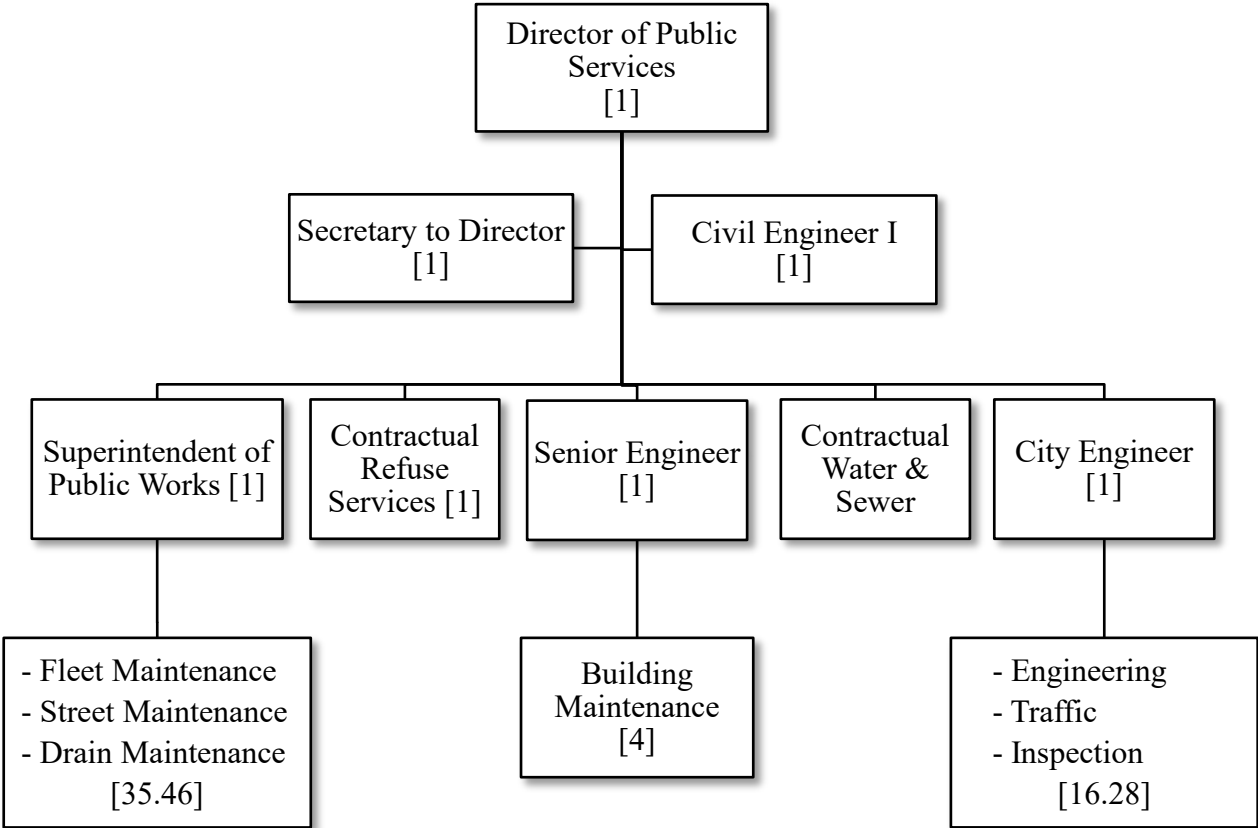 Director of Public
Services
[1]
Secretary to Director
[1]
Civil Engineer I
[1]
Superintendent of
Public Works [1]
Contractual
Refuse
Services [1]
Senior Engineer
[1]
Contractual
Water &
Sewer
City Engineer
[1]
- Fleet Maintenance
- Street Maintenance
- Drain Maintenance
[35.46]
Building
Maintenance
[4]
- Engineering
- Traffic
- Inspection
[16.28]